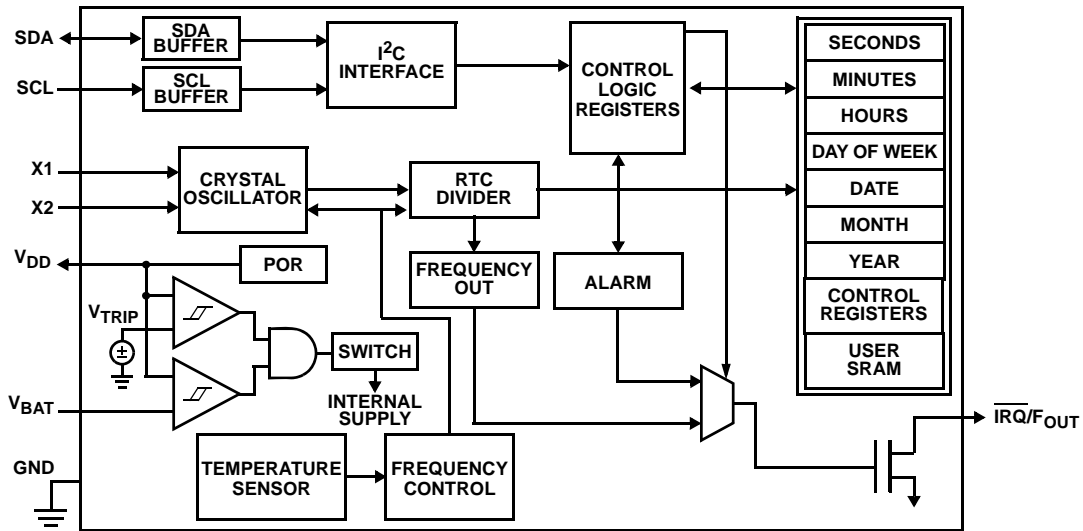 SDA
SDA
BUFFER
SCL
SCL
BUFFER
I²C
INTERFACE
CONTROL
LOGIC
REGISTERS
SECONDS
MINUTES
HOURS
DAY OF WEEK
DATE
MONTH
YEAR
CONTROL
REGISTERS
USER
SRAM
X1
X2
CRYSTAL
OSCILLATOR
RTC
DIVIDER
VDD
POR
FREQUENCY
OUT
ALARM
VTRIP
±
SWITCH
INTERNAL
SUPPLY
VBAT
IRQ/FOUT
GND
TEMPERATURE
SENSOR
FREQUENCY
CONTROL